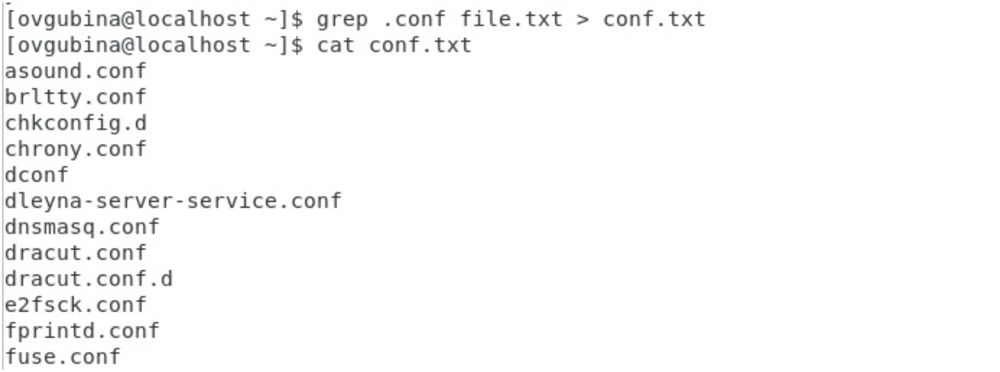 [ovgubina@localhost ~]$ grep .conf file.txt > conf.txt
[ovgubina@localhost ~]$ cat conf.txt
asound.conf
brltty.conf
chkconfig.d
chrony.conf
dconf
dleyna-server-service.conf
dnsmasq.conf
dracut.conf
dracut.conf.d
e2fsck.conf
fprintd.conf
fuse.conf